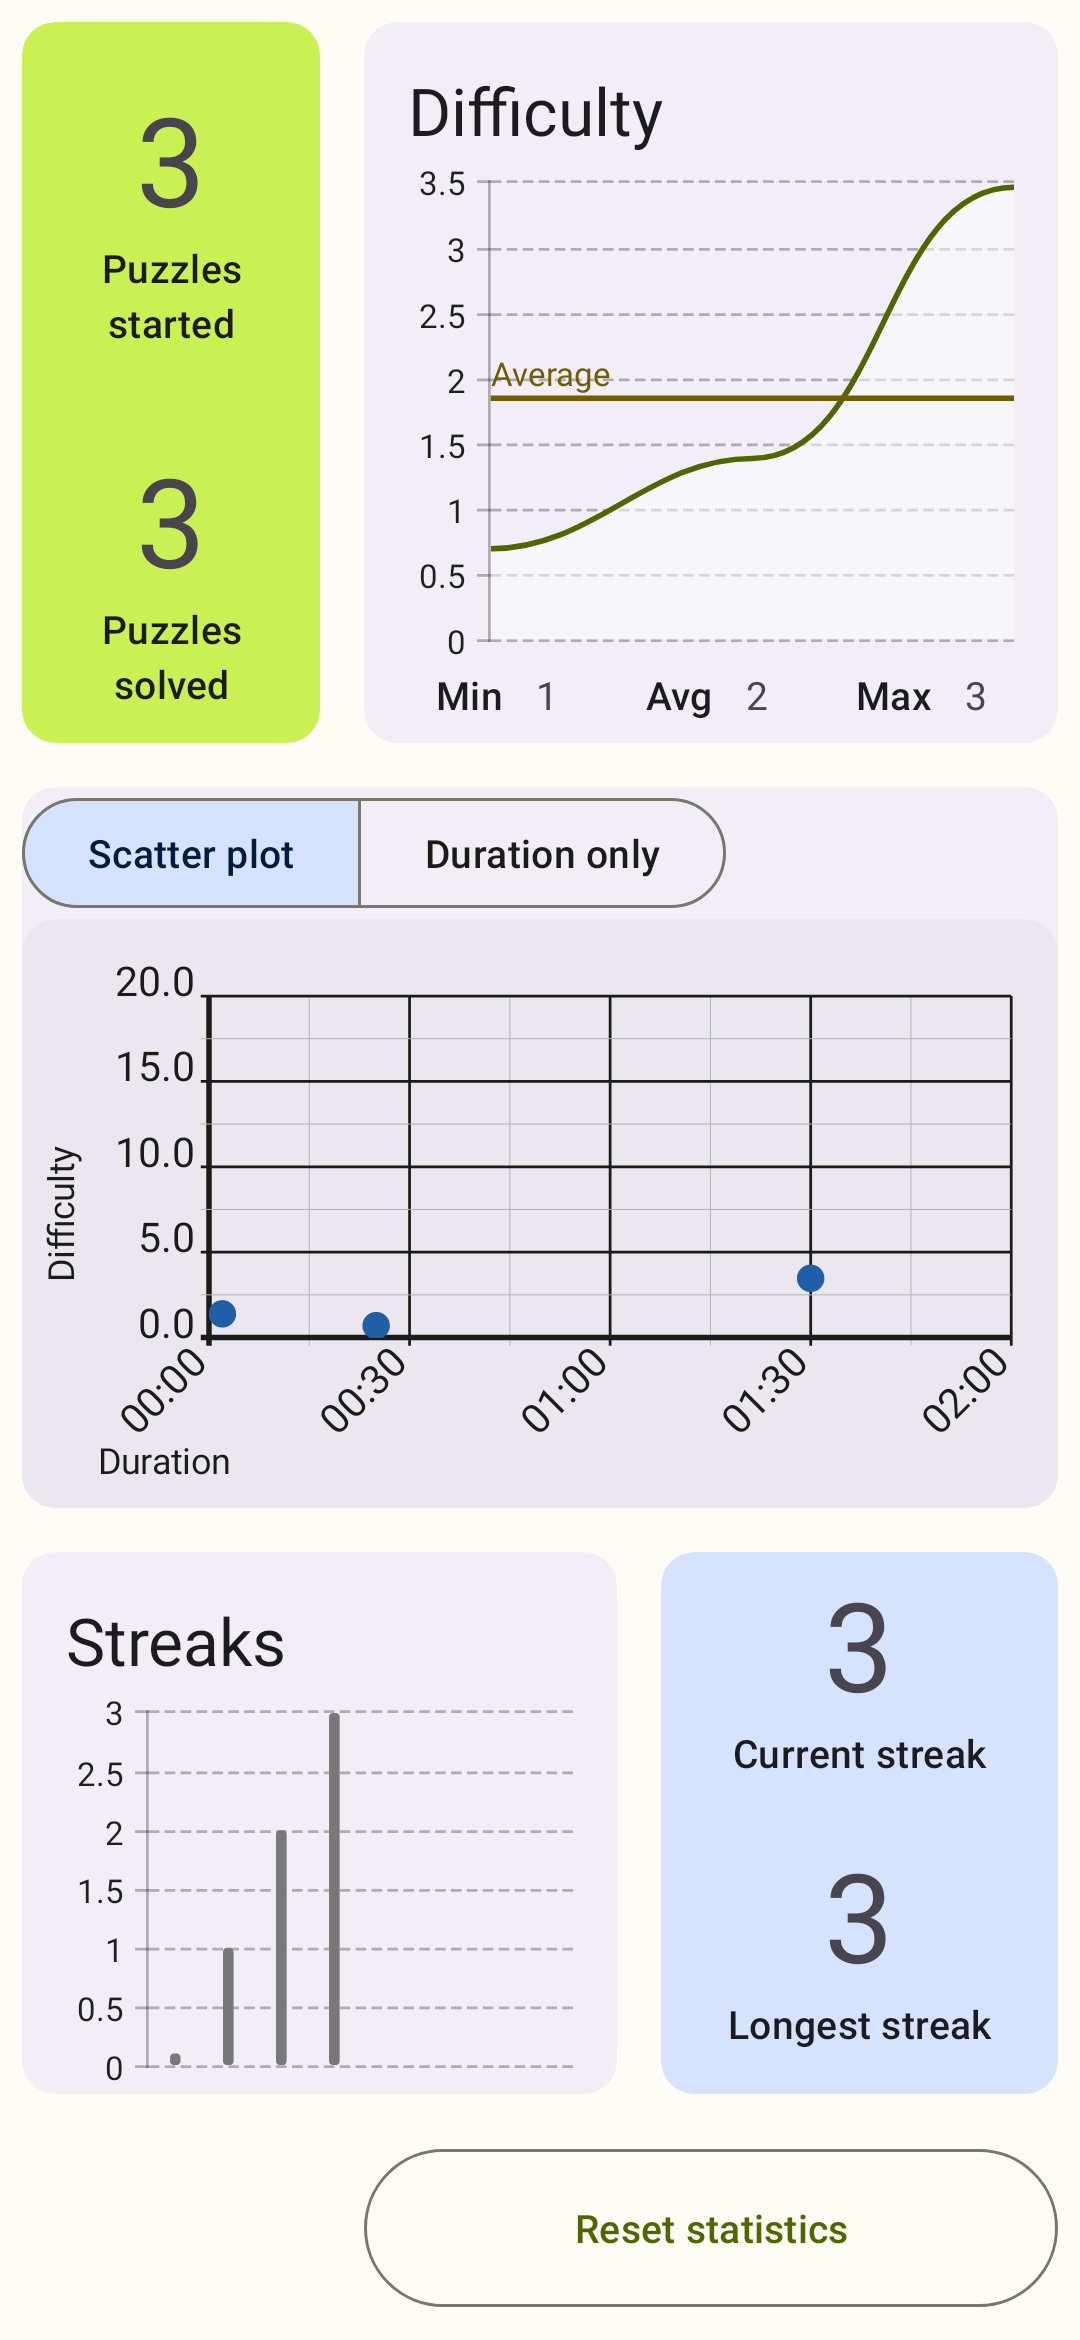 3
Puzzles
started
3
Puzzles
solved
Difficulty
3.5
3
2.5
2
Average
1.5
1
0.5
0
Min 1 Avg 2 Max 3
Scatter plot
Duration only
20.0
15.0
10.0
5.0
0.0
Difficulty
00:00
00:30
01:00
01:30
02:00
Duration
Streaks
3
2.5
2
1.5
1
0.5
0
3
Current streak
3
Longest streak
Reset statistics